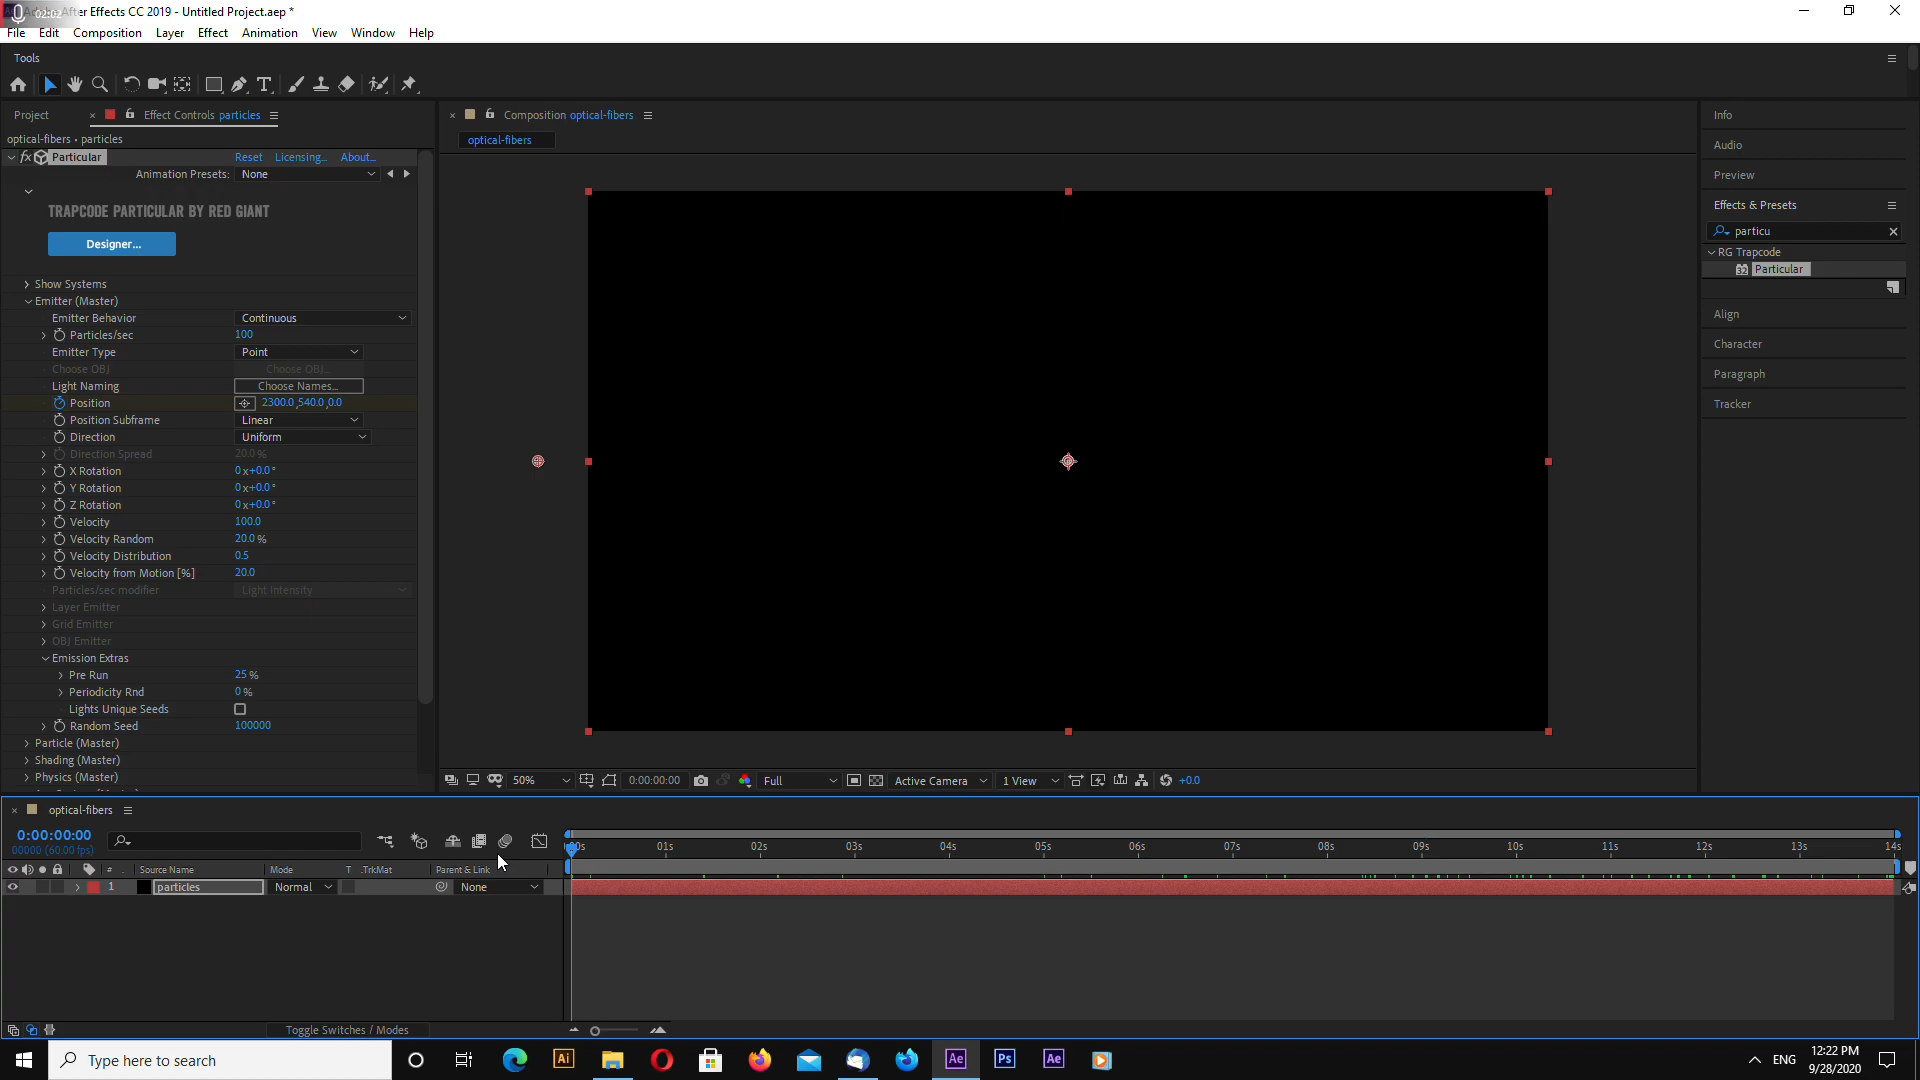 02:02
After Effects CC 2019 - Untitled Project.aep *
File Edit Composition Layer Effect Animation View Window Help
Tools
Project
Effect Controls particles
Composition optical-fibers
optical-fibers • particles
optical-fibers
fx Particular Reset Licensing... About...
Animation Presets: None
TRAPCODE PARTICULAR BY RED GIANT
Designer...
Show Systems
Emitter (Master)
Emitter Behavior Continuous
Particles/sec 100
Emitter Type Point
Choose OBJ Choose OBJ...
Light Naming Choose Names...
Position 2300.0,540.0,0.0
Position Subframe Linear
Direction Uniform
Direction Spread 20.0 %
X Rotation 0x+0.0°
Y Rotation 0x+0.0°
Z Rotation 0x+0.0°
Velocity 100.0
Velocity Random 20.0 %
Velocity Distribution 0.5
Velocity from Motion [%] 20.0
Particles/sec modifier Light Intensity
Layer Emitter
Grid Emitter
OBJ Emitter
Emission Extras
Pre Run 25 %
Periodicity Rnd 0 %
Lights Unique Seeds
Random Seed 100000
Particle (Master)
Shading (Master)
Physics (Master)
50% 0:00:00:00 Full Active Camera 1 View +0.0
Info
Audio
Preview
Effects & Presets
particu
RG Trapcode
32 Particular
Align
Character
Paragraph
Tracker
optical-fibers
0:00:00:00
00000 (60.00 fps)
:00s 01s 02s 03s 04s 05s 06s 07s 08s 09s 10s 11s 12s 13s 14s
# Source Name Mode T .TrkMat Parent & Link
1 particles Normal None
Toggle Switches / Modes
Type here to search
Ai Ae Ps Ae
ENG
12:22 PM
9/28/2020